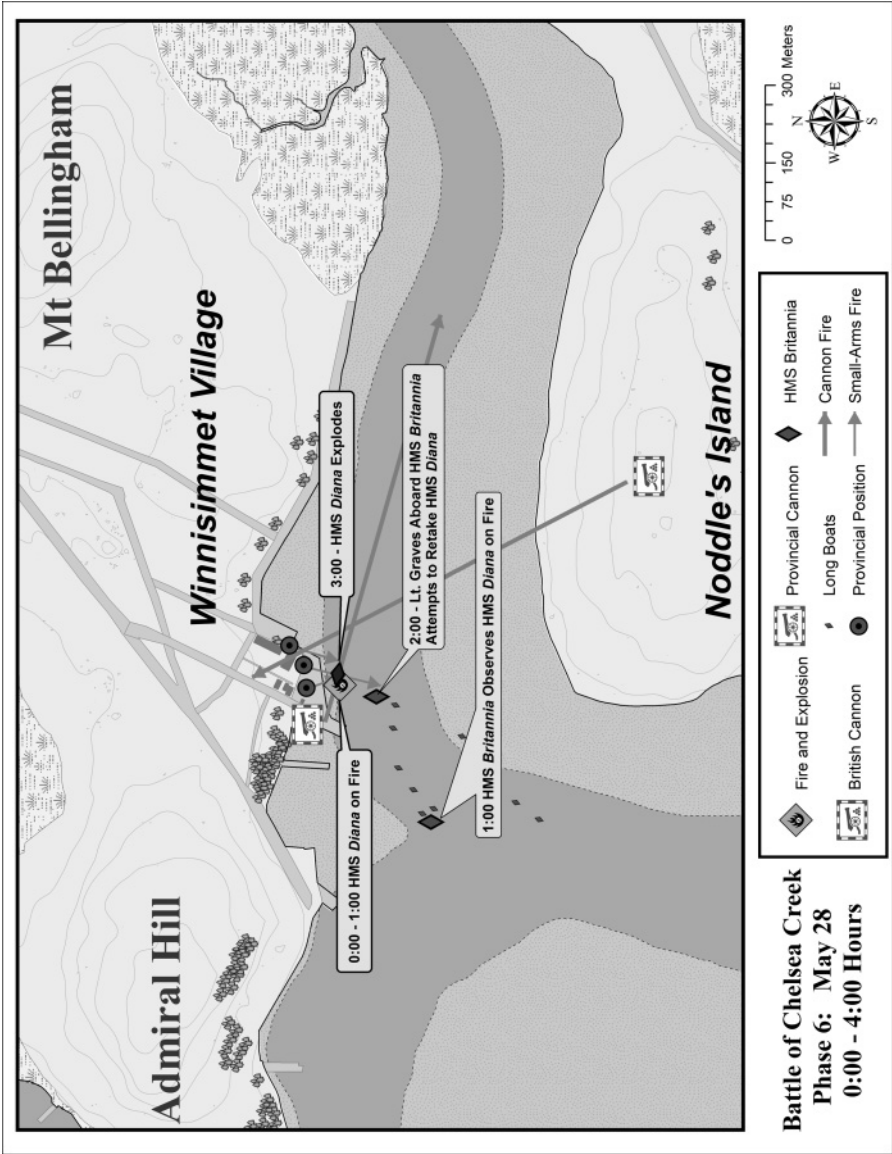 Mt Bellingham
Admiral Hill
Winnisimmet Village
3:00 - HMS Diana Explodes
0:00 - 1:00 HMS Diana on Fire
2:00 - Lt. Graves Aboard HMS Britannia
Attempts to Retake HMS Diana
1:00 HMS Britannia Observes HMS Diana on Fire
Noddle's Island
Battle of Chelsea Creek
Phase 6: May 28
0:00 - 4:00 Hours
Fire and Explosion
Provincial Cannon
HMS Britannia
British Cannon
Long Boats
Cannon Fire
Provincial Position
Small-Arms Fire
0 75 150 300 Meters
N
W E
S